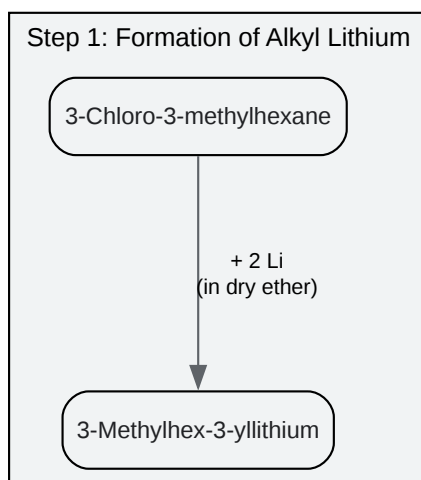 Step 1: Formation of Alkyl Lithium
3-Chloro-3-methylhexane
+ 2 Li
(in dry ether)
3-Methylhex-3-yllithium